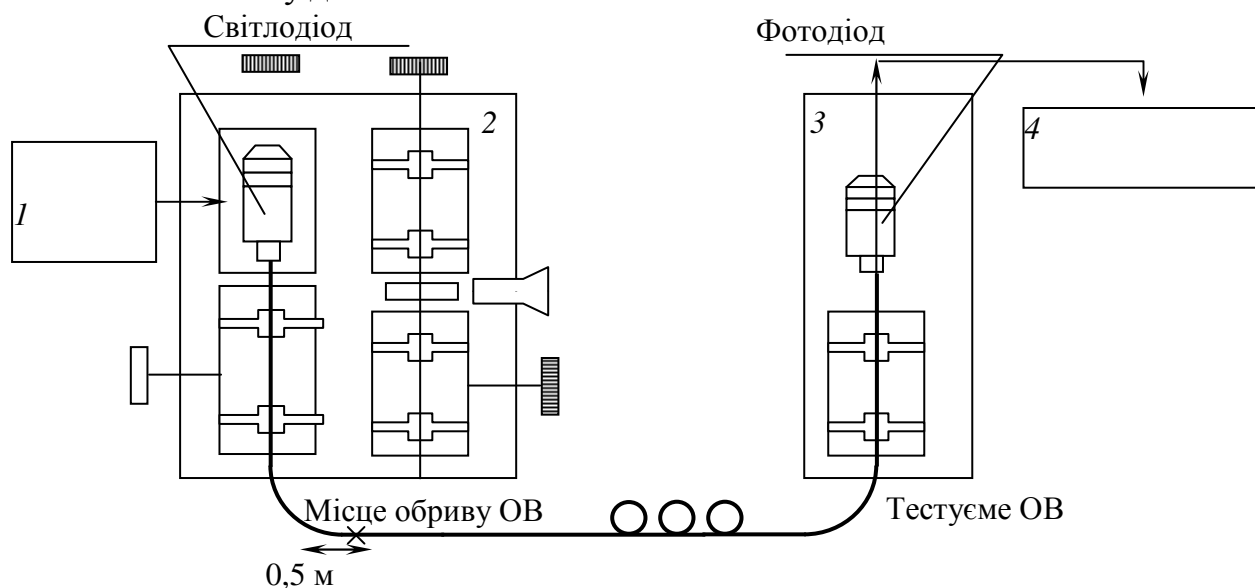 Світлодіод
Фотодіод
2
3
4
1
Місце обриву ОВ
Тестуєме ОВ
0,5 м